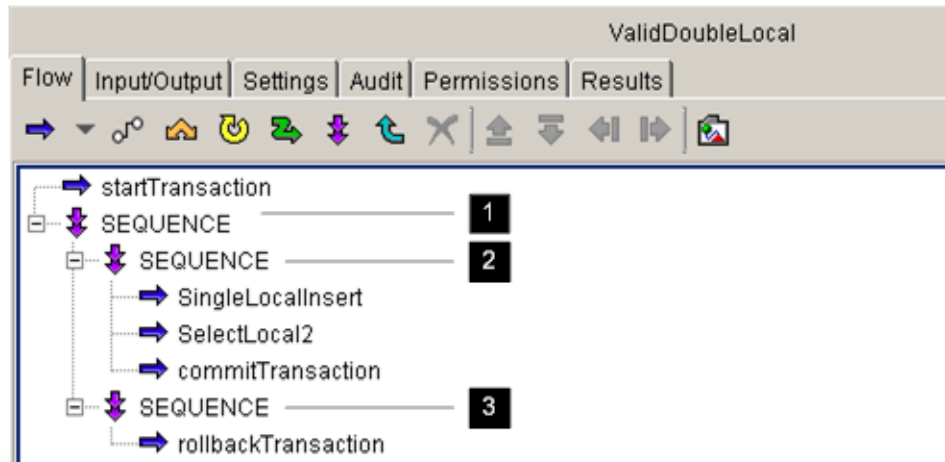 ValidDoubleLocal
Flow Input/Output Settings Audit Permissions Results
startTransaction
SEQUENCE 1
SEQUENCE 2
SingleLocalInsert
SelectLocal2
commitTransaction
SEQUENCE 3
rollbackTransaction